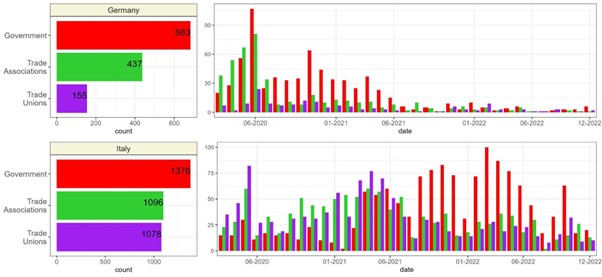 Germany
Government
683
Trade
Associations
437
Trade
Unions
155
0
200
400
600
count
100
75
50
25
0
06-2020
01-2021
06-2021
01-2022
06-2022
12-2022
date
Italy
Government
1376
Trade
Associations
1096
Trade
Unions
1078
0
500
1000
count
100
75
50
25
0
06-2020
01-2021
06-2021
01-2022
06-2022
12-2022
date